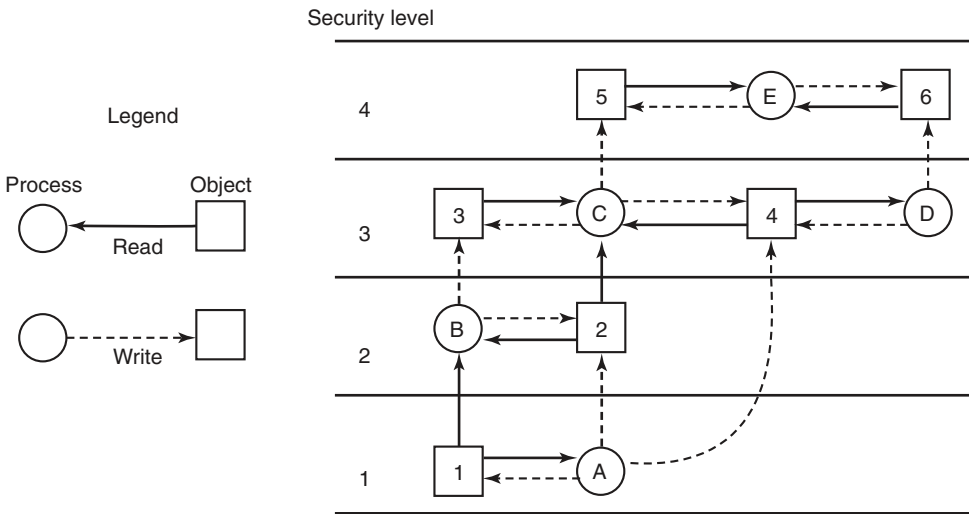 Security level
4
5
E
6
Legend
Process
Object
Read
3
3
C
4
D
Write
2
B
2
1
1
A